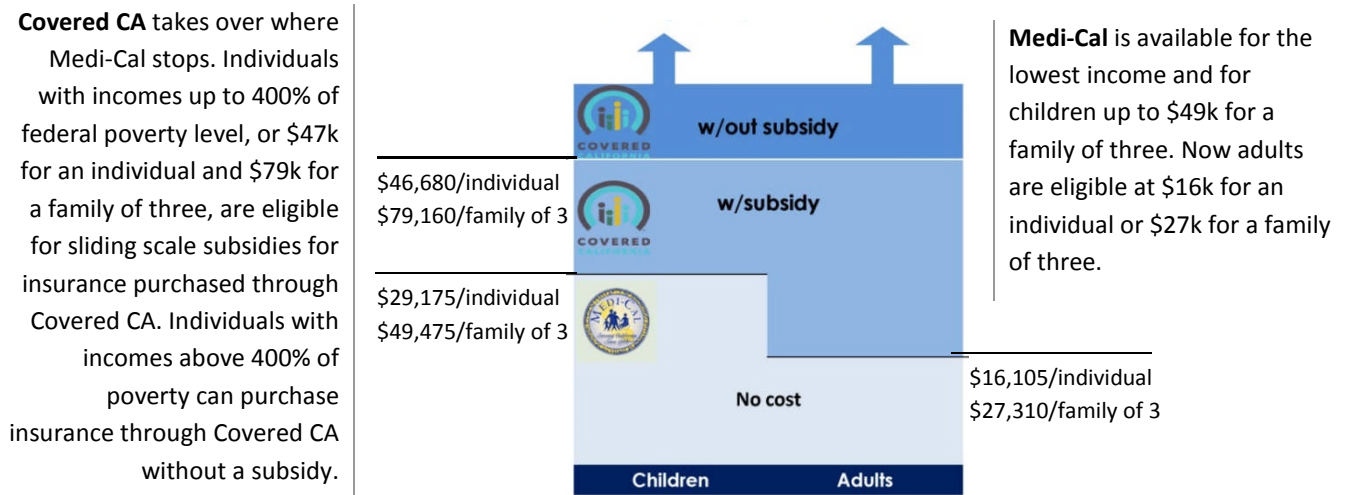 Covered CA takes over where
Medi-Cal stops. Individuals
with incomes up to 400% of
federal poverty level, or $47k
for an individual and $79k for
a family of three, are eligible
for sliding scale subsidies for
insurance purchased through
Covered CA. Individuals with
incomes above 400% of
poverty can purchase
insurance through Covered CA
without a subsidy.
$46,680/individual
$79,160/family of 3
$29,175/individual
$49,475/family of 3
COVERED
CALIFORNIA
w/out subsidy
COVERED
CALIFORNIA
w/subsidy
MEDI-CAL
No cost
Children
Adults
$16,105/individual
$27,310/family of 3
Medi-Cal is available for the
lowest income and for
children up to $49k for a
family of three. Now adults
are eligible at $16k for an
individual or $27k for a family
of three.